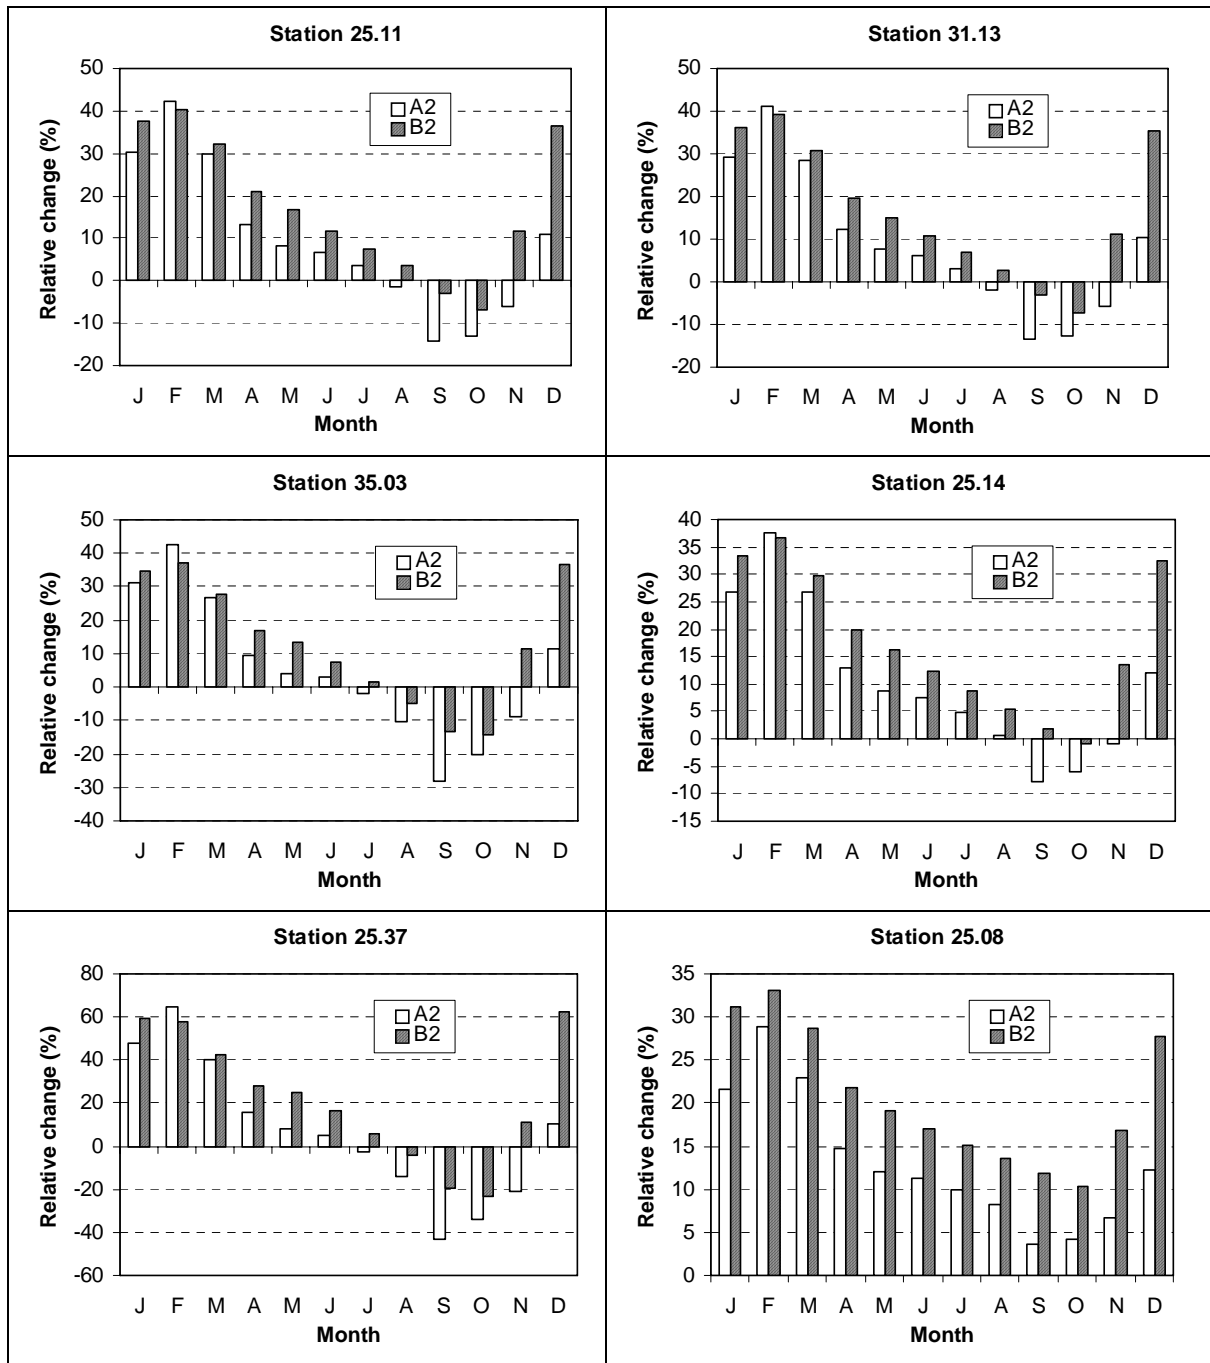 Station 25.11
50
40
30
20
10
0
-10
-20
Relative change (%)
A2
B2
J F M A M J J A S O N D
Month
Station 31.13
50
40
30
20
10
0
-10
-20
Relative change (%)
A2
B2
J F M A M J J A S O N D
Month
Station 35.03
50
40
30
20
10
0
-10
-20
-30
-40
Relative change (%)
A2
B2
J F M A M J J A S O N D
Month
Station 25.14
40
35
30
25
20
15
10
5
0
-5
-10
-15
Relative change (%)
A2
B2
J F M A M J J A S O N D
Month
Station 25.37
80
60
40
20
0
-20
-40
-60
Relative change (%)
A2
B2
J F M A M J J A S O N D
Month
Station 25.08
35
30
25
20
15
10
5
0
Relative change (%)
A2
B2
J F M A M J J A S O N D
Month